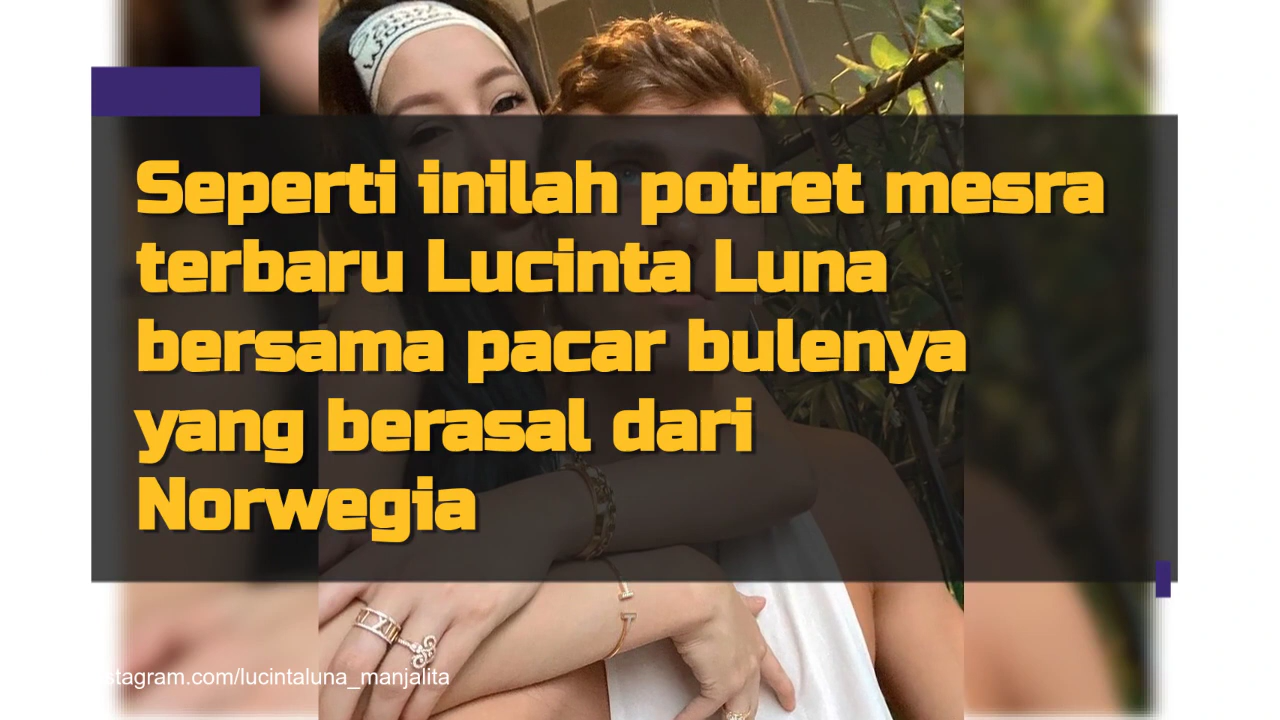 Seperti inilah potret mesra
terbaru Lucinta Luna
bersama pacar bulenya
yang berasal dari
Norwegia
stagram.com/lucintaluna_manjalita